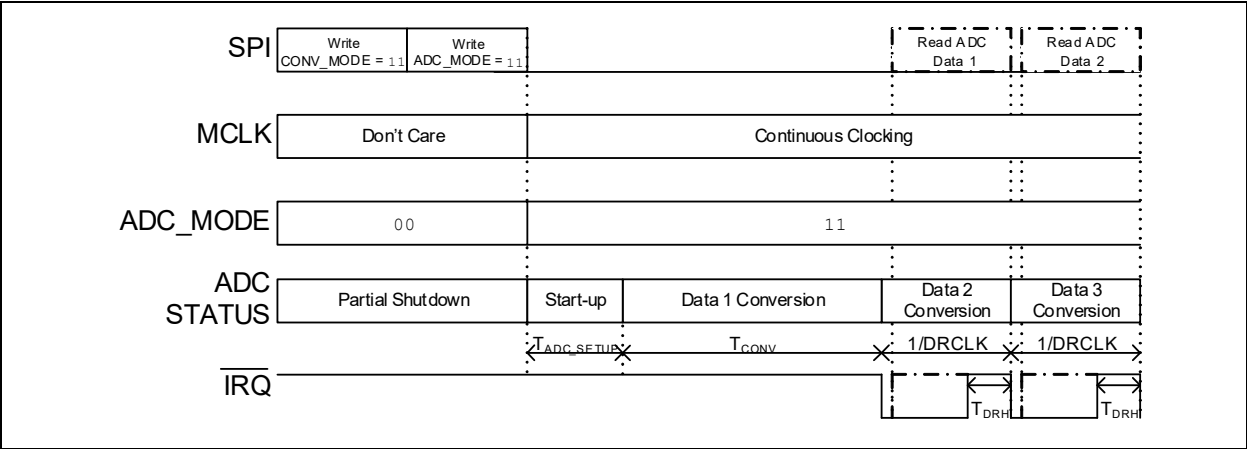 SPI
Write
CONV_MODE = 11
Write
ADC_MODE = 11
Read ADC
Data 1
Read ADC
Data 2
MCLK
Don't Care
Continuous Clocking
ADC_MODE
00
11
ADC
STATUS
Partial Shutdown
Start-up
Data 1 Conversion
Data 2
Conversion
Data 3
Conversion
TADC_SETUP
TCONV
1/DRCLK
1/DRCLK
IRQ
TDRH
TDRH